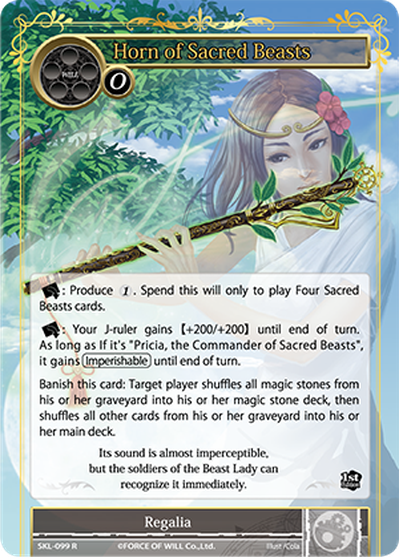 Horn of Sacred Beasts
WILL
0
: Produce 1. Spend this will only to play Four Sacred
Beasts cards.
: Your J-ruler gains 【+200/+200】 until end of turn.
As long as If it's "Pricia, the Commander of Sacred Beasts",
it gains Imperishable until end of turn.
Banish this card: Target player shuffles all magic stones from
his or her graveyard into his or her magic stone deck, then
shuffles all other cards from his or her graveyard into his or
her main deck.
Its sound is almost imperceptible,
but the soldiers of the Beast Lady can
recognize it immediately.
1st
Edition
Regalia
SKL-099 R ©FORCE OF WILL Co.,Ltd. Illust /Cola